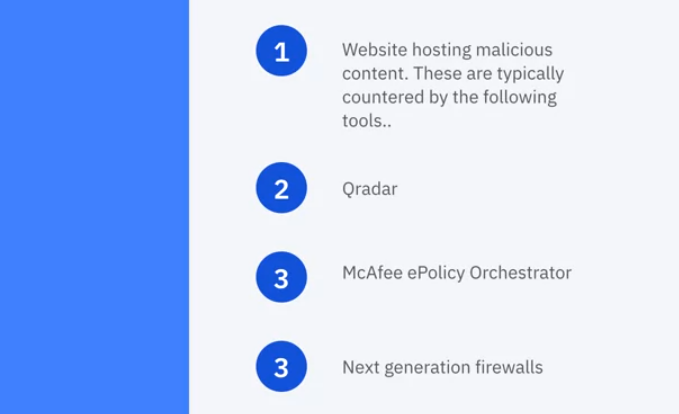 1
Website hosting malicious
content. These are typically
countered by the following
tools..
2
Qradar
3
McAfee ePolicy Orchestrator
3
Next generation firewalls